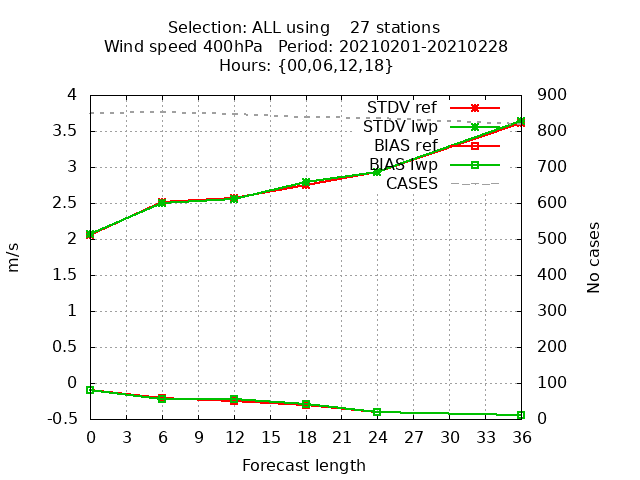 Selection: ALL using    27 stations
Wind speed 400hPa   Period: 20210201-20210228
Hours: {00,06,12,18}
4
3.5
3
2.5
2
1.5
1
0.5
0
-0.5
m/s
STDV ref
STDV lwp
BIAS ref
BIAS lwp
CASES
900
800
700
600
500
400
300
200
100
0
No cases
0 3 6 9 12 15 18 21 24 27 30 33 36
Forecast length